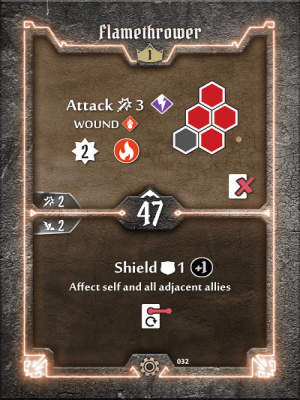 Flamethrower
1
Attack 3
WOUND
2
2
47
2
Shield 1 +1
Affect self and all adjacent allies
032